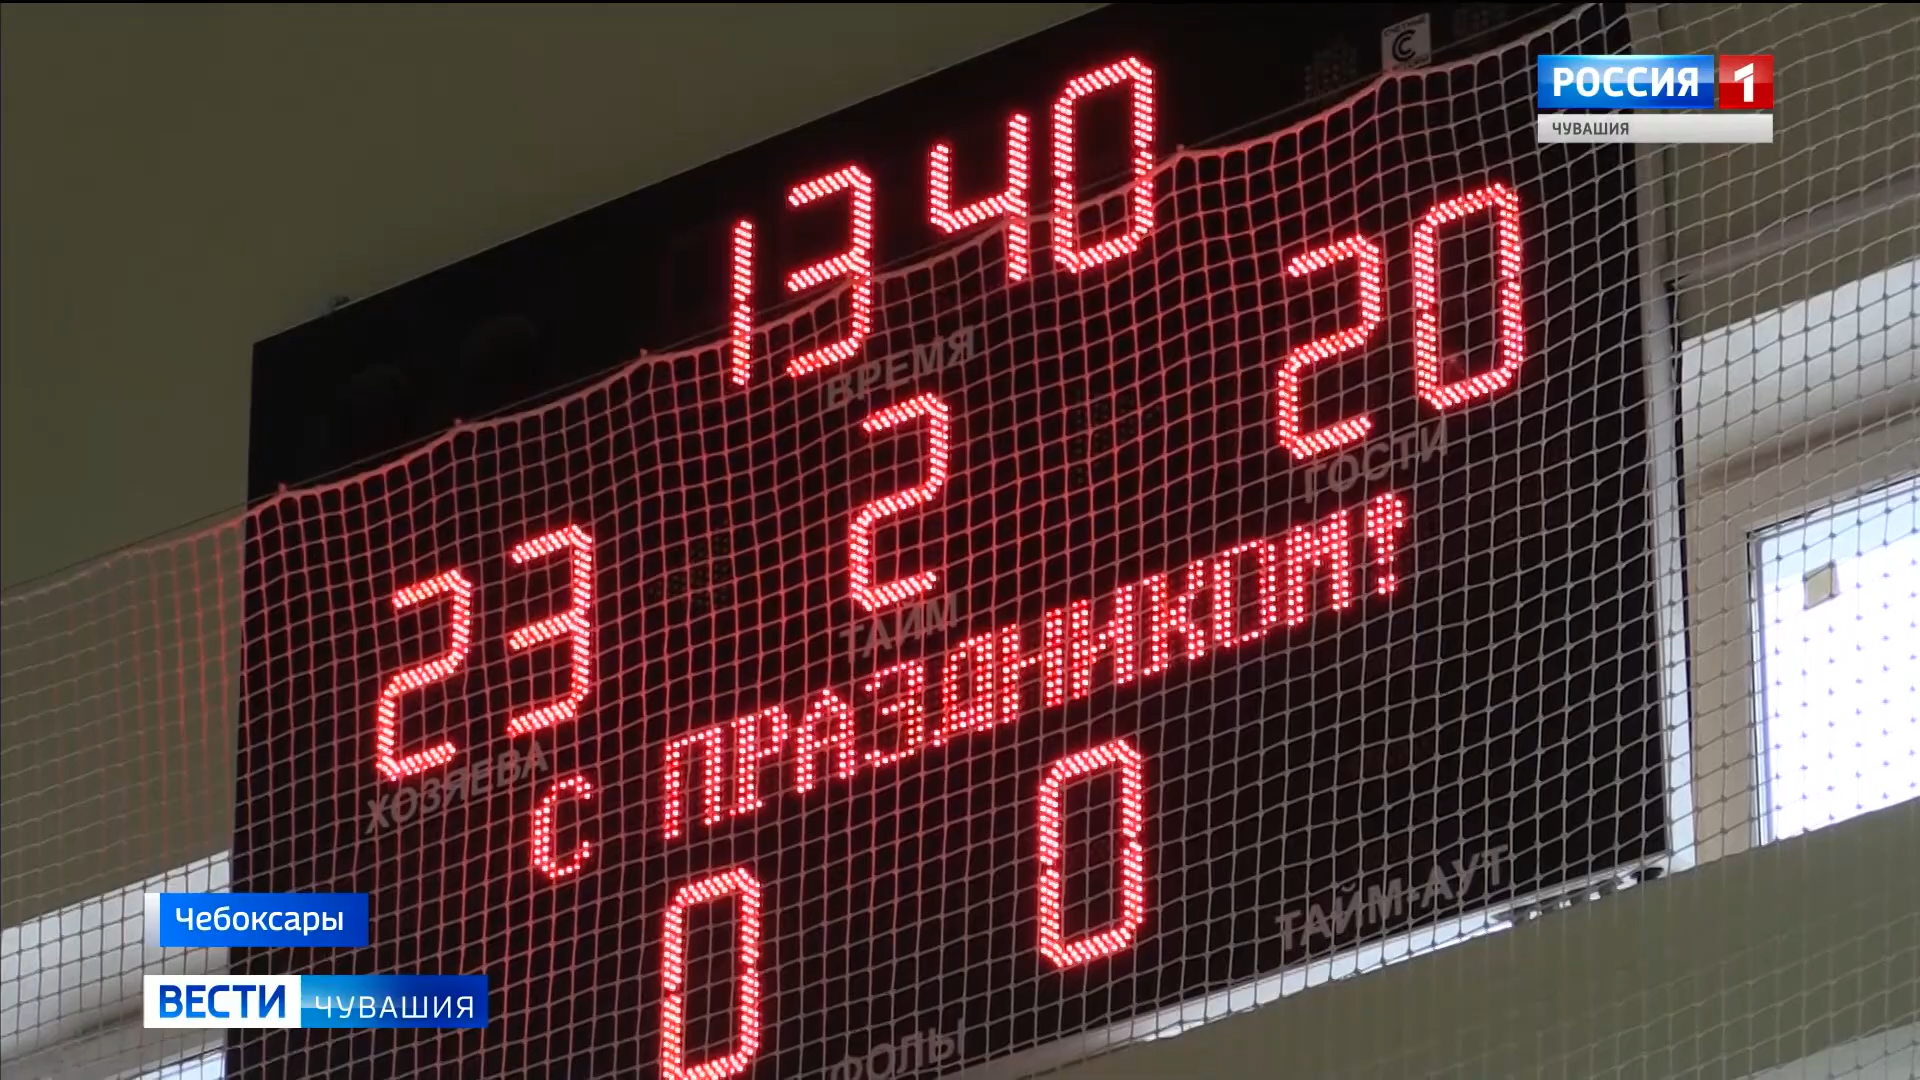 РОССИЯ 1
ЧУВАШИЯ
13 40
ВРЕМЯ
20
ГОСТИ
2
ТАЙМ
23
ХОЗЯЕВА
С ПРАЗДНИКОМ!
0
0
ФОЛЫ
ТАЙМ-АУТ
Чебоксары
ВЕСТИ ЧУВАШИЯ